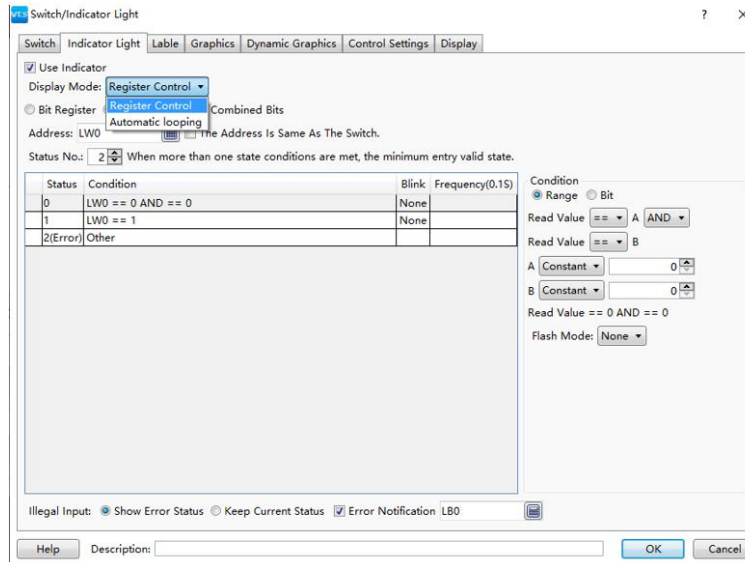 VT.S Switch/Indicator Light ?
Switch Indicator Light Lable Graphics Dynamic Graphics Control Settings Display
Use Indicator
Display Mode: Register Control
Register Control
Automatic looping
Bit Register Combined Bits
Address: LW0 The Address Is Same As The Switch.
Status No.: 2 When more than one state conditions are met, the minimum entry valid state.
Status Condition Blink Frequency(0.1S)
0 LW0 == 0 AND == 0 None
1 LW0 == 1 None
2(Error) Other
Condition
Range Bit
Read Value == A AND
Read Value == B
A Constant 0
B Constant 0
Read Value == 0 AND == 0
Flash Mode: None
Illegal Input: Show Error Status Keep Current Status Error Notification LB0
Help Description: OK Cancel